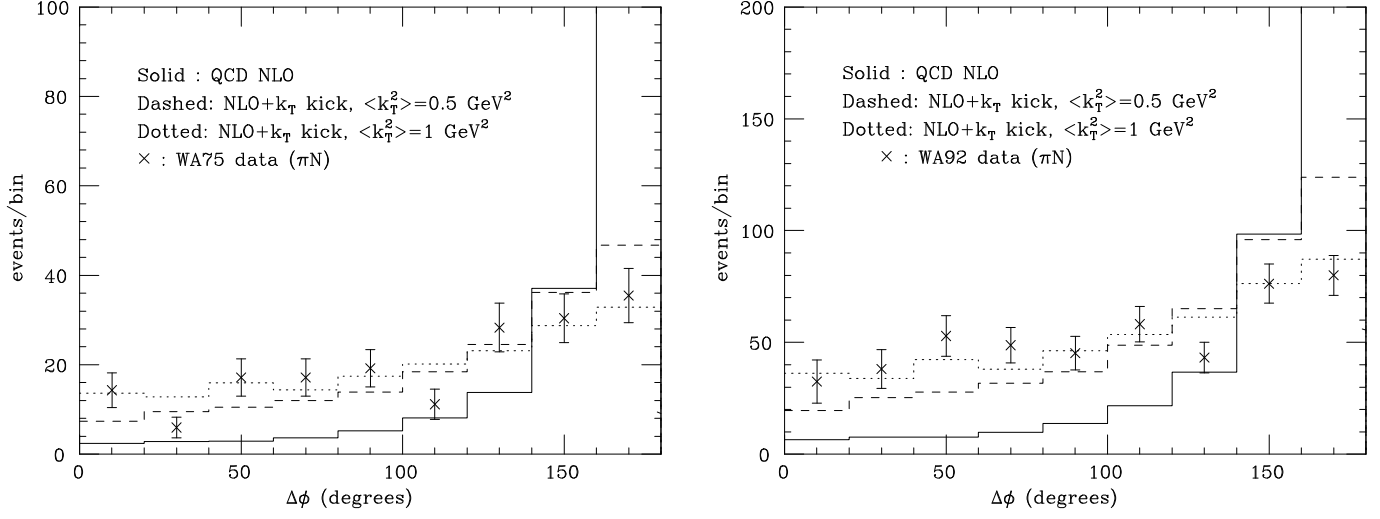 100
80
60
40
20
0
events/bin
Solid : QCD NLO
Dashed: NLO+k_T kick, <k_T^2>=0.5 GeV^2
Dotted: NLO+k_T kick, <k_T^2>=1 GeV^2
× : WA75 data (πN)
0 50 100 150
Δϕ (degrees)
200
150
100
50
0
events/bin
Solid : QCD NLO
Dashed: NLO+k_T kick, <k_T^2>=0.5 GeV^2
Dotted: NLO+k_T kick, <k_T^2>=1 GeV^2
× : WA92 data (πN)
0 50 100 150
Δϕ (degrees)